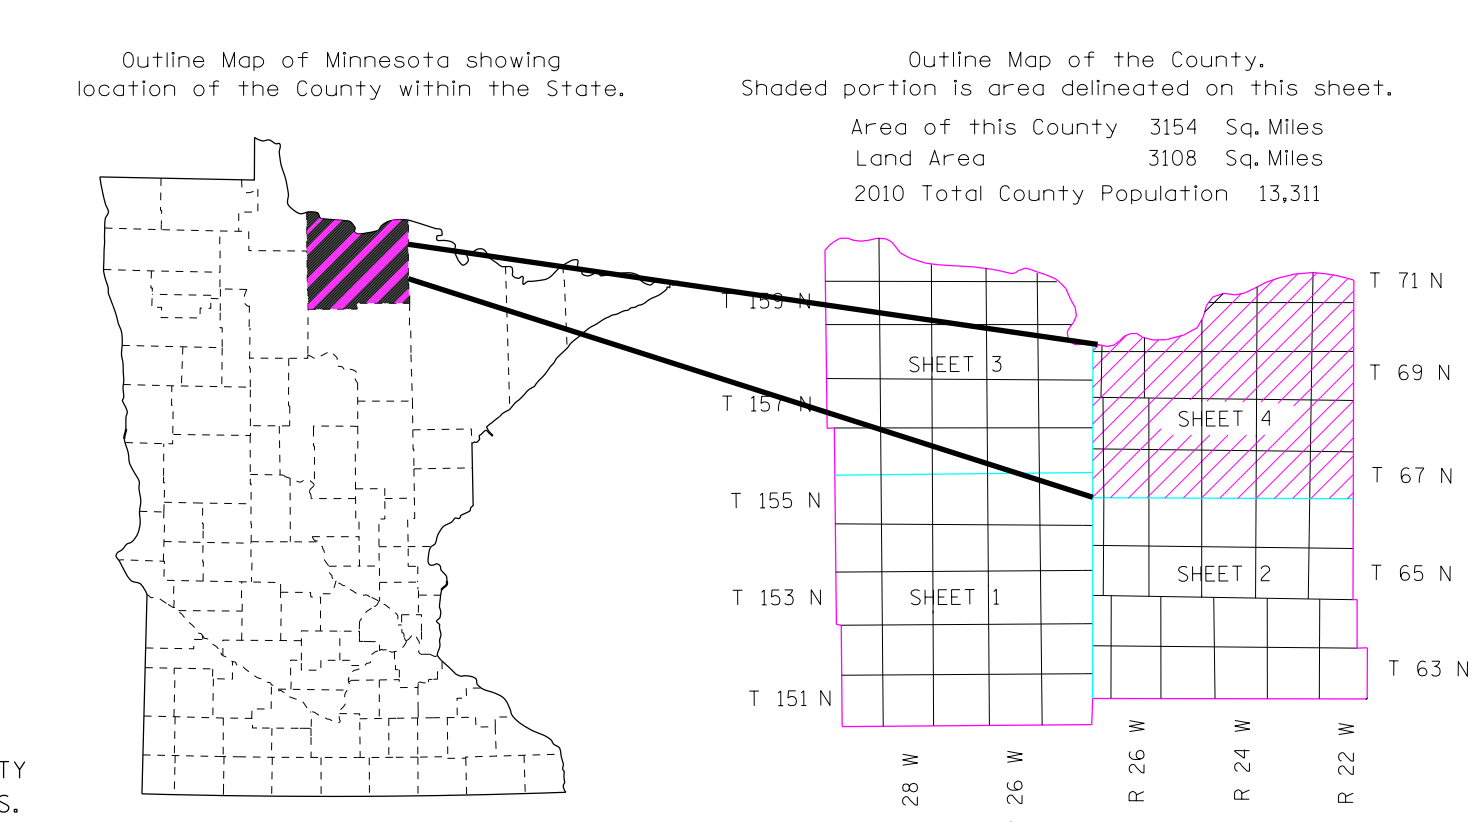 Outline Map of Minnesota showing
location of the County within the State.
Outline Map of the County.
Shaded portion is area delineated on this sheet.
Area of this County 3154 Sq. Miles
Land Area 3108 Sq. Miles
2010 Total County Population 13,311
T 71 N
T 159 N
SHEET 3
T 69 N
T 157 N
SHEET 4
T 67 N
T 155 N
SHEET 2
T 65 N
T 153 N
SHEET 1
T 63 N
T 151 N
28 W
26 W
R 26 W
R 24 W
R 22 W
TY
S.